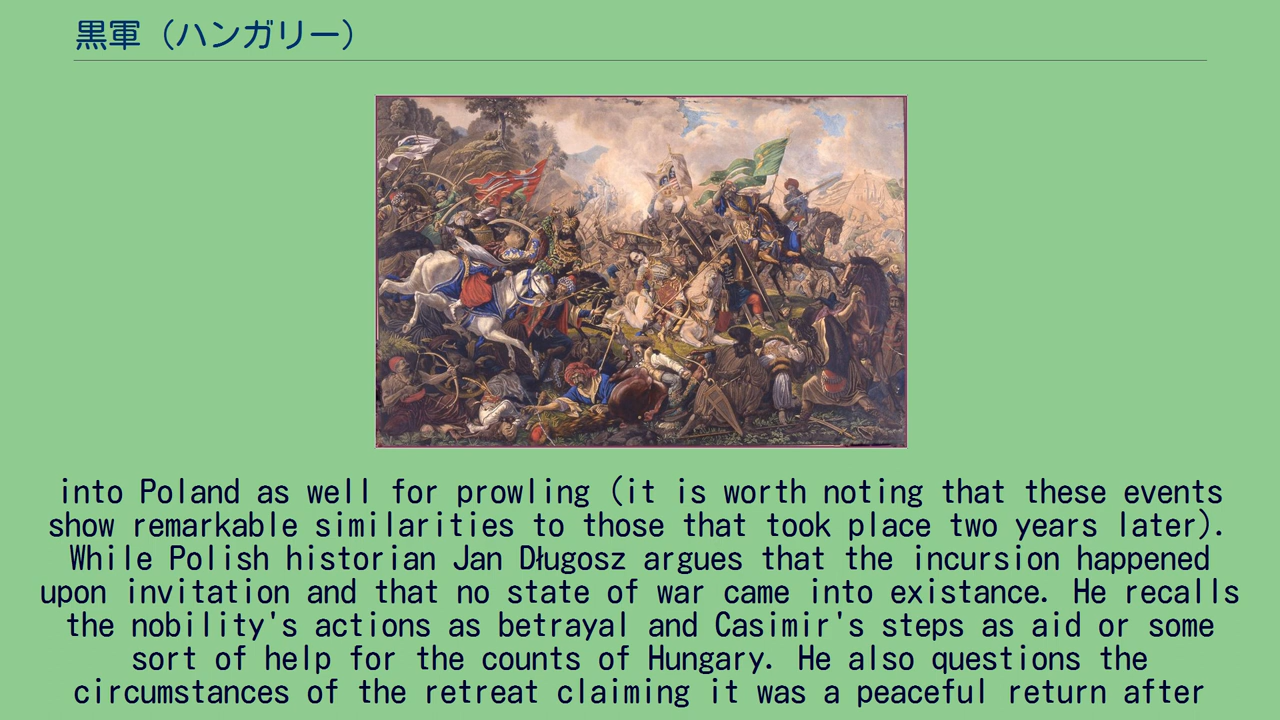 黒軍（ハンガリー）
into Poland as well for prowling (it is worth noting that these events
show remarkable similarities to those that took place two years later).
While Polish historian Jan Długosz argues that the incursion happened
upon invitation and that no state of war came into existance. He recalls
the nobility's actions as betrayal and Casimir's steps as aid or some
sort of help for the counts of Hungary. He also questions the
circumstances of the retreat claiming it was a peaceful return after